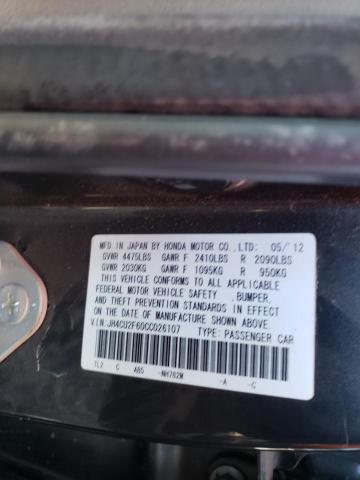 MFD. IN JAPAN BY HONDA MOTOR CO.,LTD: 05/'12
GVWR 4475LBS GAWR F 2410LBS R 2090LBS
GVWR 2030KG GAWR F 1095KG R 950KG
THIS VEHICLE CONFORMS TO ALL APPLICABLE
FEDERAL MOTOR VEHICLE SAFETY , BUMPER,
AND THEFT PREVENTION STANDARDS IN EFFECT
ON THE DATE OF MANUFACTURE SHOWN ABOVE.
V.I.N.:JH4CU2F60CC026107 TYPE: PASSENGER CAR
TL2 C AB5 -NH782M -A -C